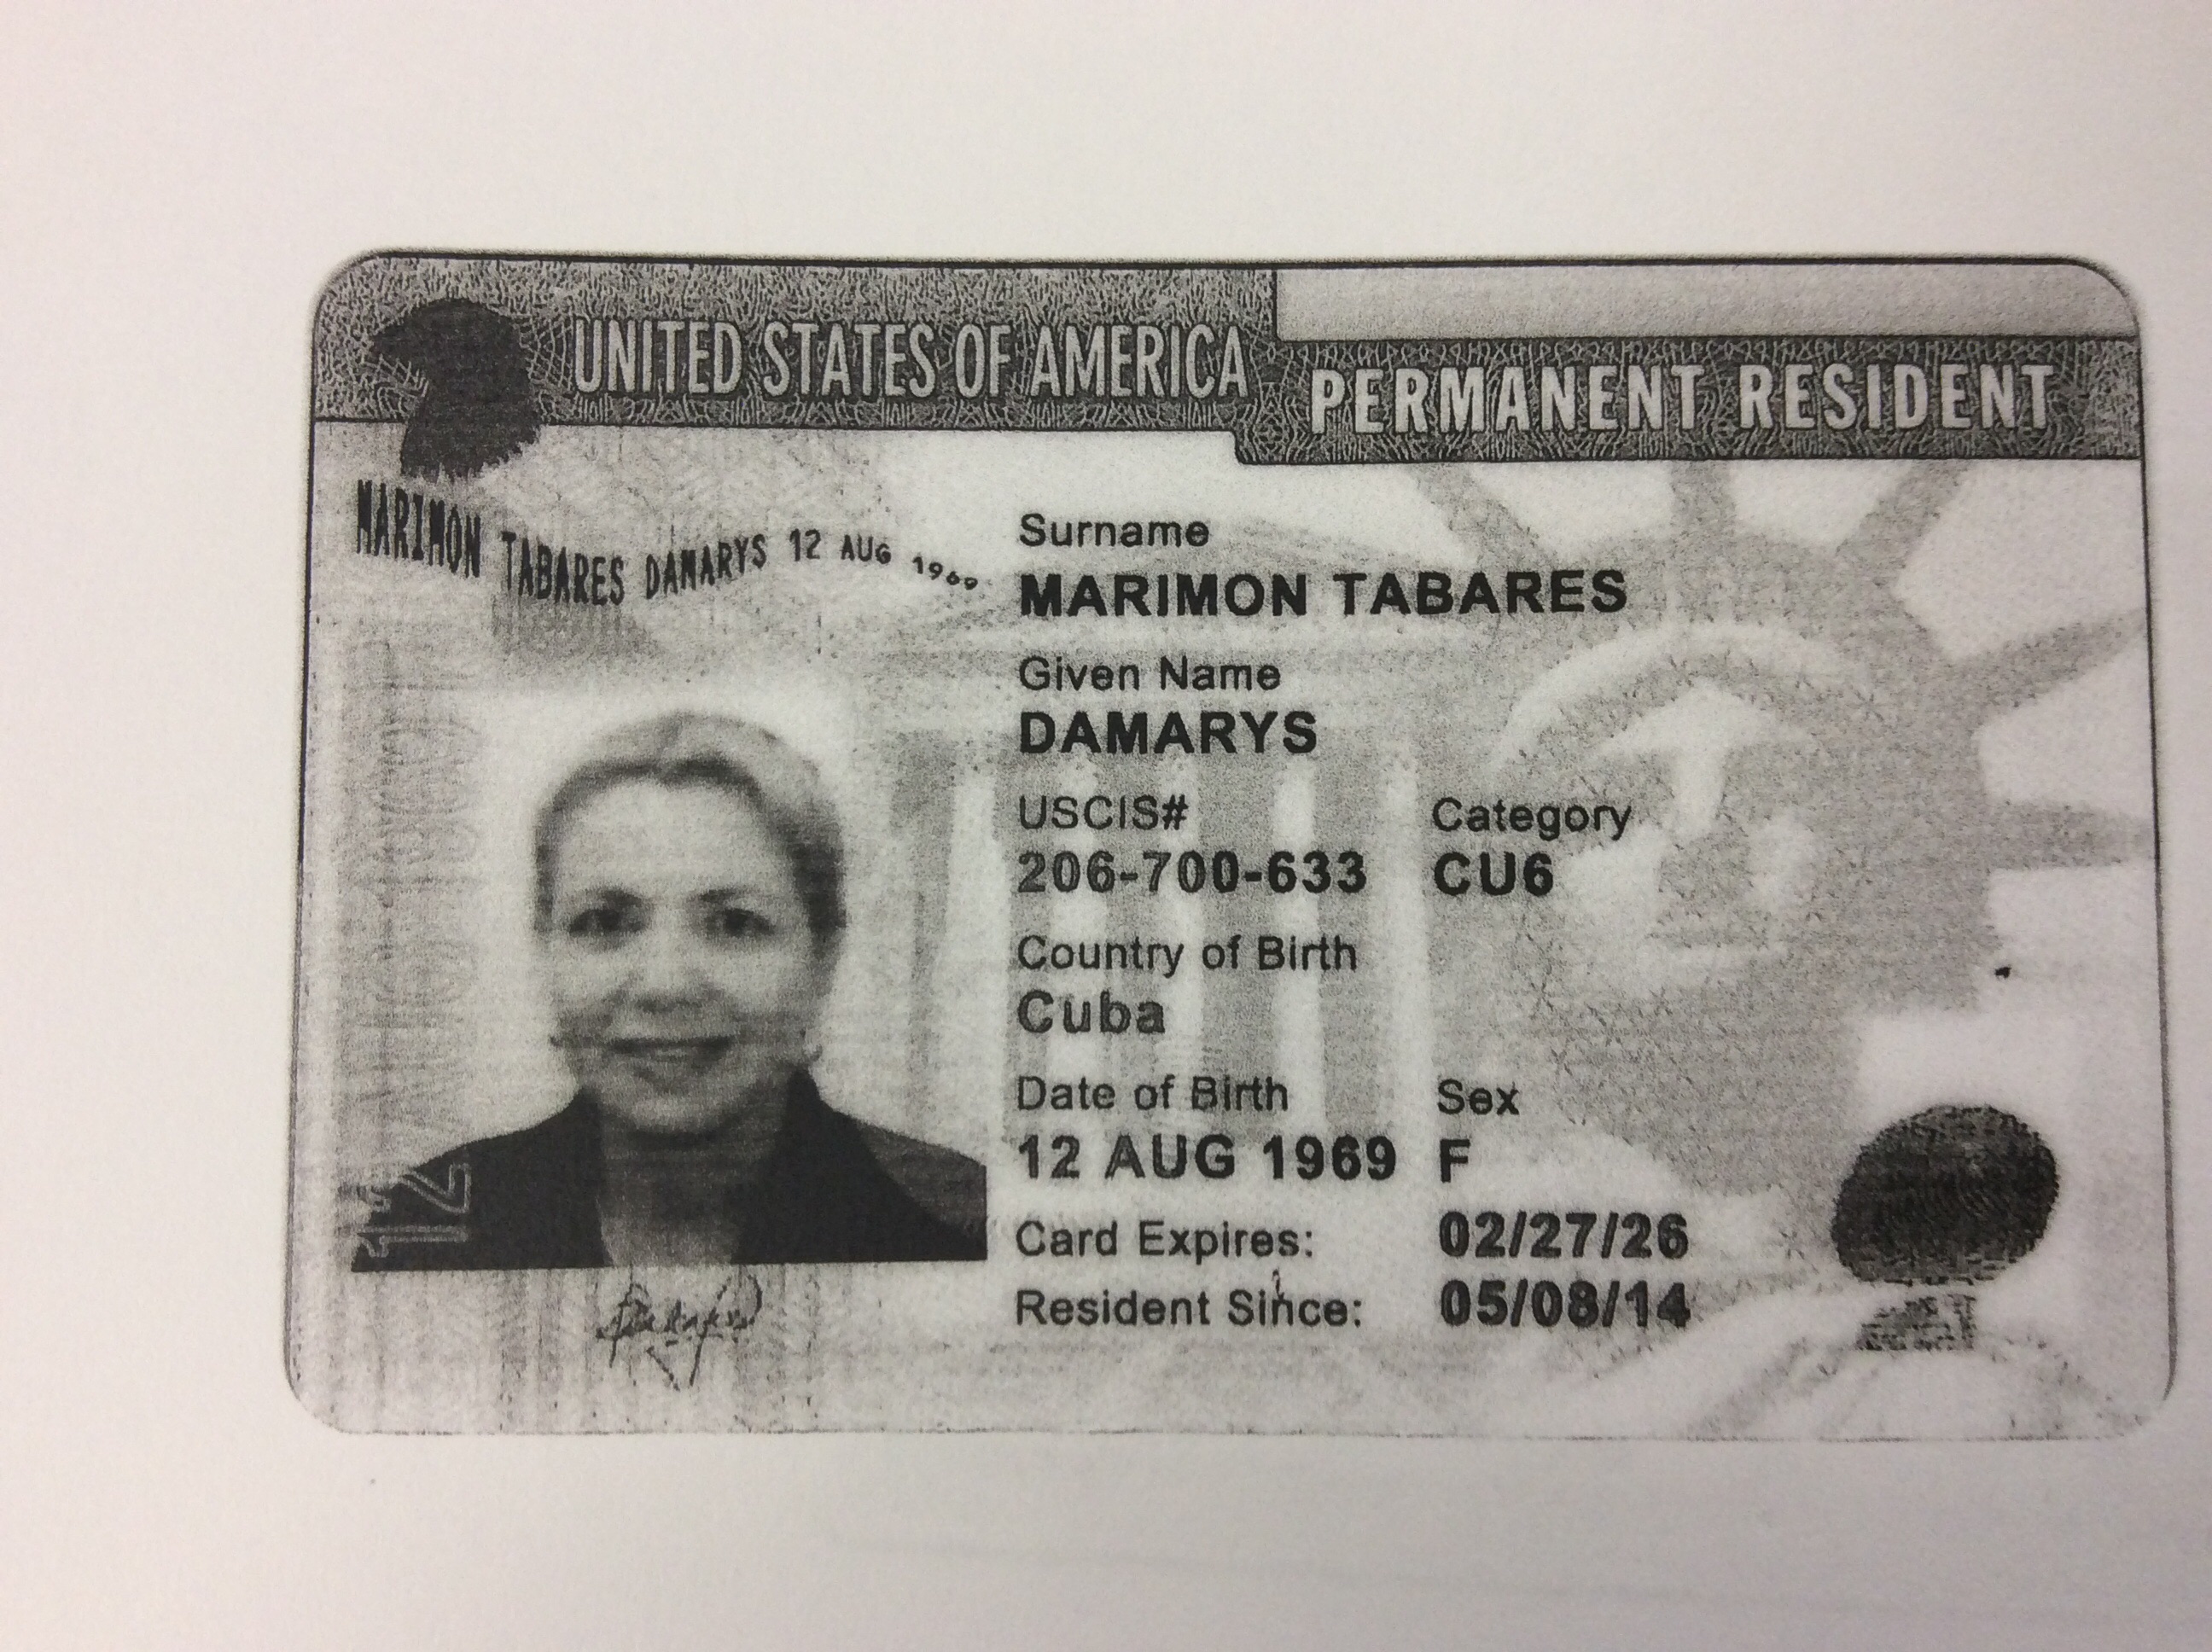 UNITED STATES OF AMERICA
PERMANENT RESIDENT
MARIMON TABARES DAMARYS 12 AUG 1969
Surname
MARIMON TABARES
Given Name
DAMARYS
USCIS# Category
206-700-633 CU6
Country of Birth
Cuba
Date of Birth Sex
12 AUG 1969 F
Card Expires: 02/27/26
Resident Since: 05/08/14
12